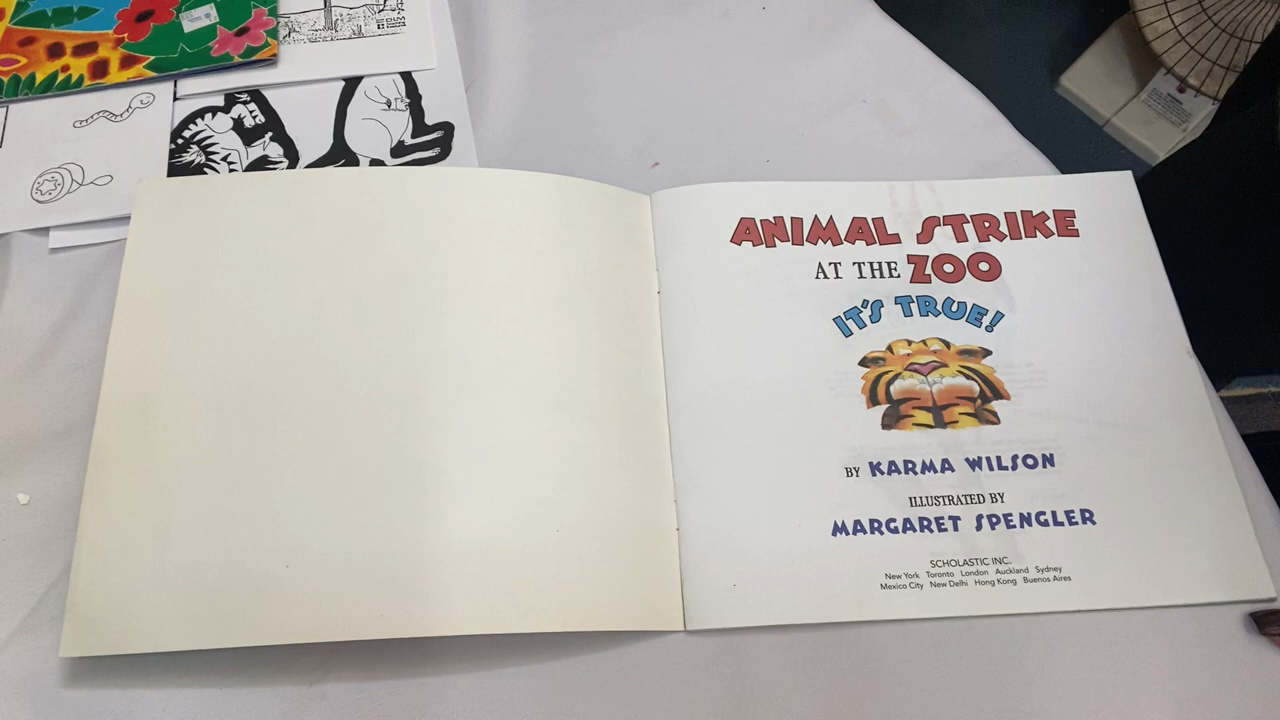 ANIMAL STRIKE
AT THE ZOO
IT'S TRUE!
BY KARMA WILSON
ILLUSTRATED BY
MARGARET SPENGLER
SCHOLASTIC INC.
New York Toronto London Auckland Sydney
Mexico City New Delhi Hong Kong Buenos Aires